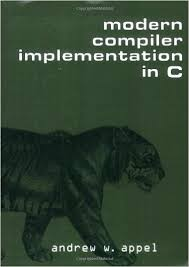 modern
compiler
implementation
in C
andrew w. appel